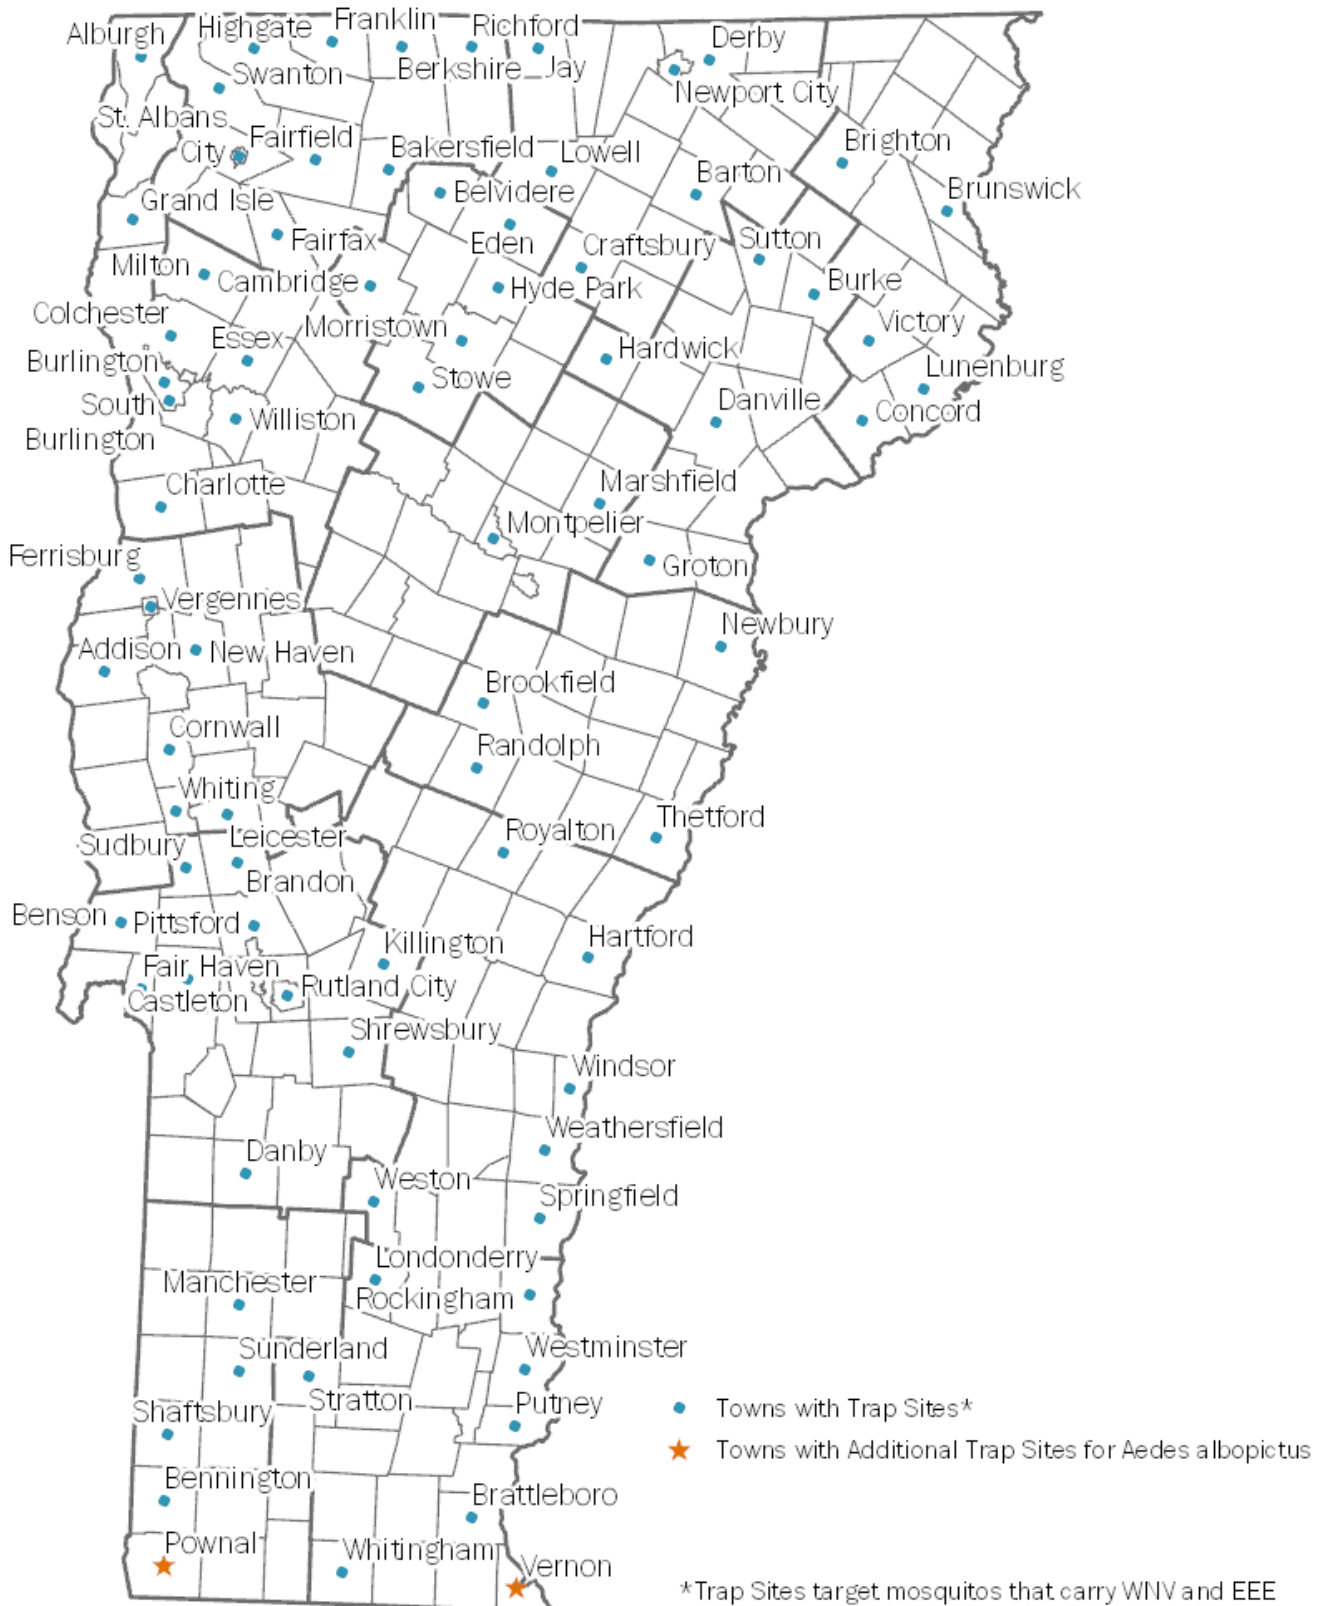 Alburgh
Highgate
Franklin
Richford
Derby
Swanton
Berkshire
Jay
Newport City
St. Albans
City
Fairfield
Bakersfield
Lowell
Brighton
Barton
Belvidere
Brunswick
Grand Isle
Fairfax
Eden
Craftsbury
Sutton
Milton
Cambridge
Hyde Park
Burke
Colchester
Essex
Morristown
Victory
Burlington
Hardwick
Lunenburg
Stowe
South
Burlington
Williston
Danville
Concord
Charlotte
Marshfield
Montpelier
Ferrisburg
Groton
Vergennes
Newbury
Addison
New Haven
Brookfield
Cornwall
Randolph
Whiting
Thetford
Sudbury
Leicester
Royalton
Brandon
Benson
Pittsford
Killington
Hartford
Fair Haven
Castleton
Rutland City
Shrewsbury
Windsor
Weathersfield
Danby
Weston
Springfield
Londonderry
Manchester
Rockingham
Sunderland
Westminster
Stratton
Shaftsbury
Putney
Towns with Trap Sites*
Towns with Additional Trap Sites for Aedes albopictus
Bennington
Brattleboro
Pownal
Whitingham
Vernon
*Trap Sites target mosquitos that carry WNV and EEE